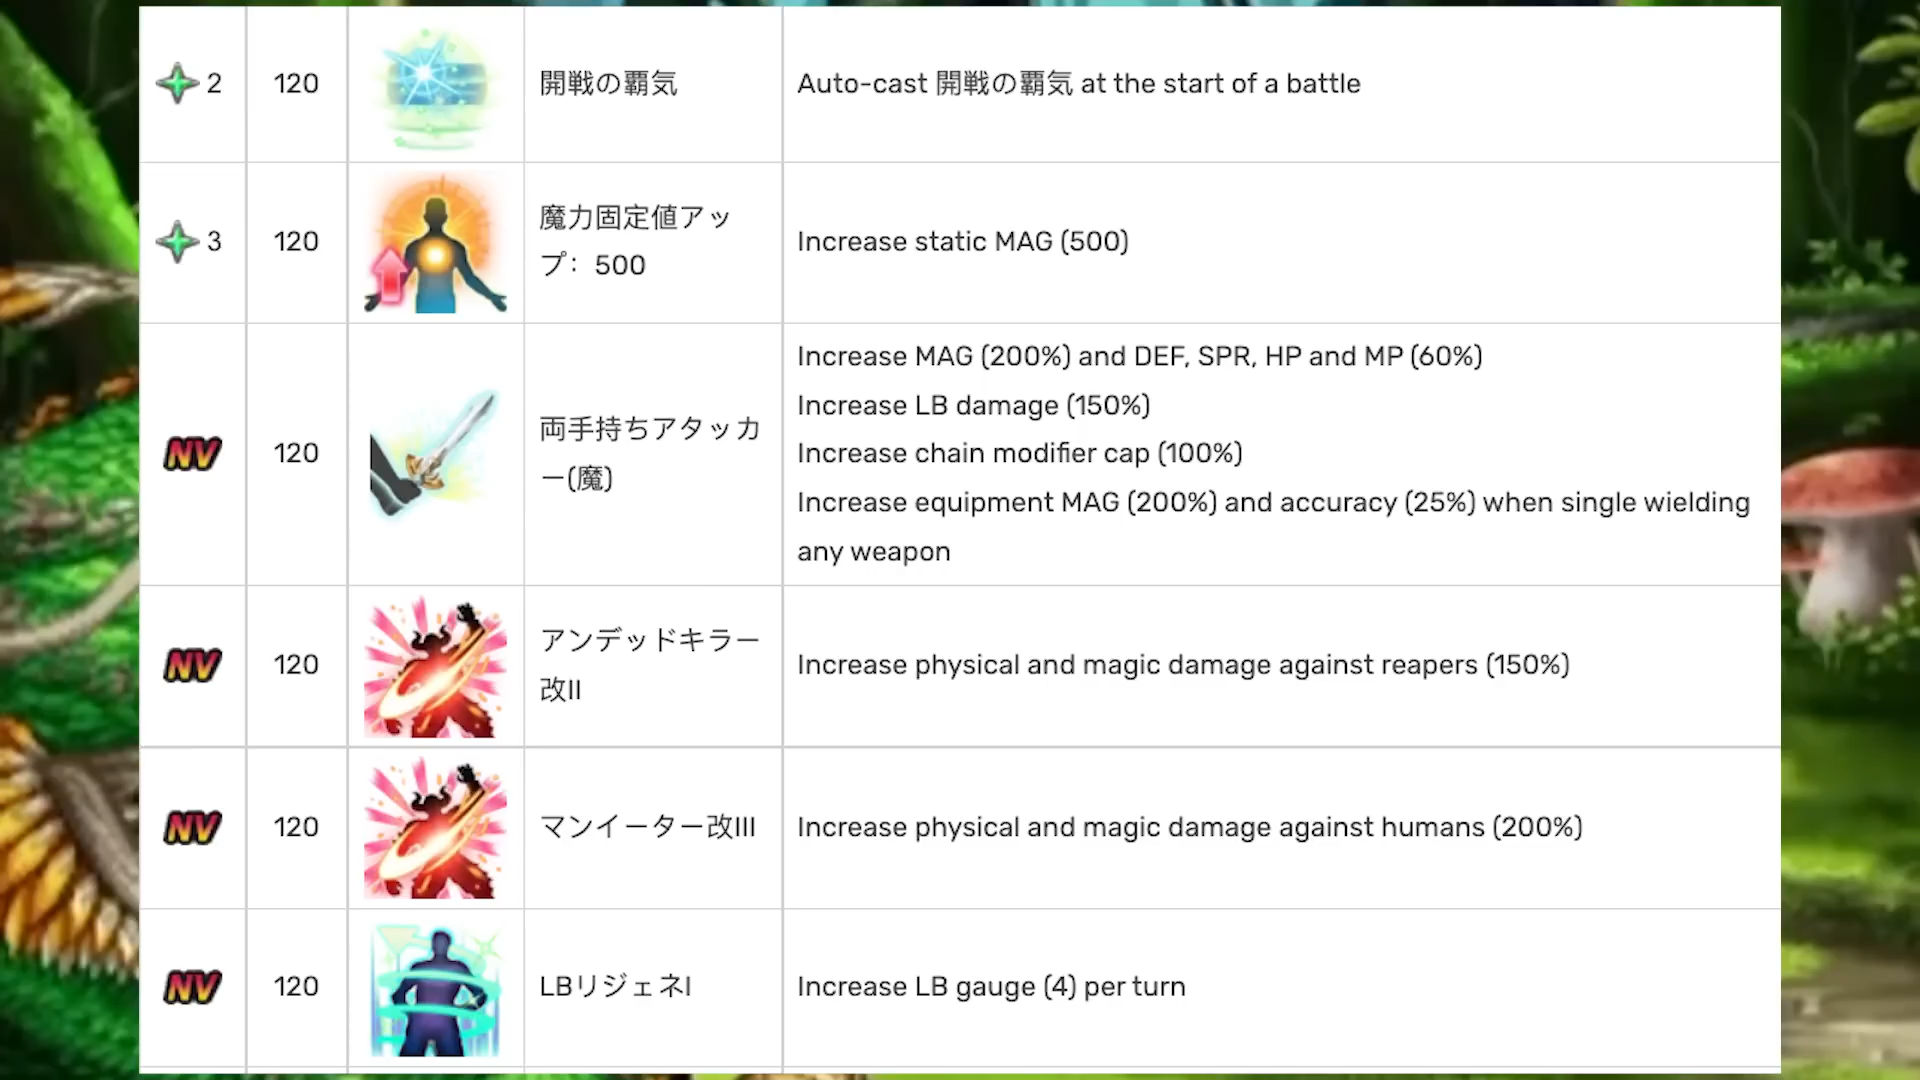 2 120 開戦の覇気 Auto-cast 開戦の覇気 at the start of a battle
3 120 魔力固定値アッ
プ：500 Increase static MAG (500)
NV 120 両手持ちアタッカ
ー(魔) Increase MAG (200%) and DEF, SPR, HP and MP (60%)
Increase LB damage (150%)
Increase chain modifier cap (100%)
Increase equipment MAG (200%) and accuracy (25%) when single wielding
any weapon
NV 120 アンデッドキラー
改II Increase physical and magic damage against reapers (150%)
NV 120 マンイーター改III Increase physical and magic damage against humans (200%)
NV 120 LBリジェネI Increase LB gauge (4) per turn